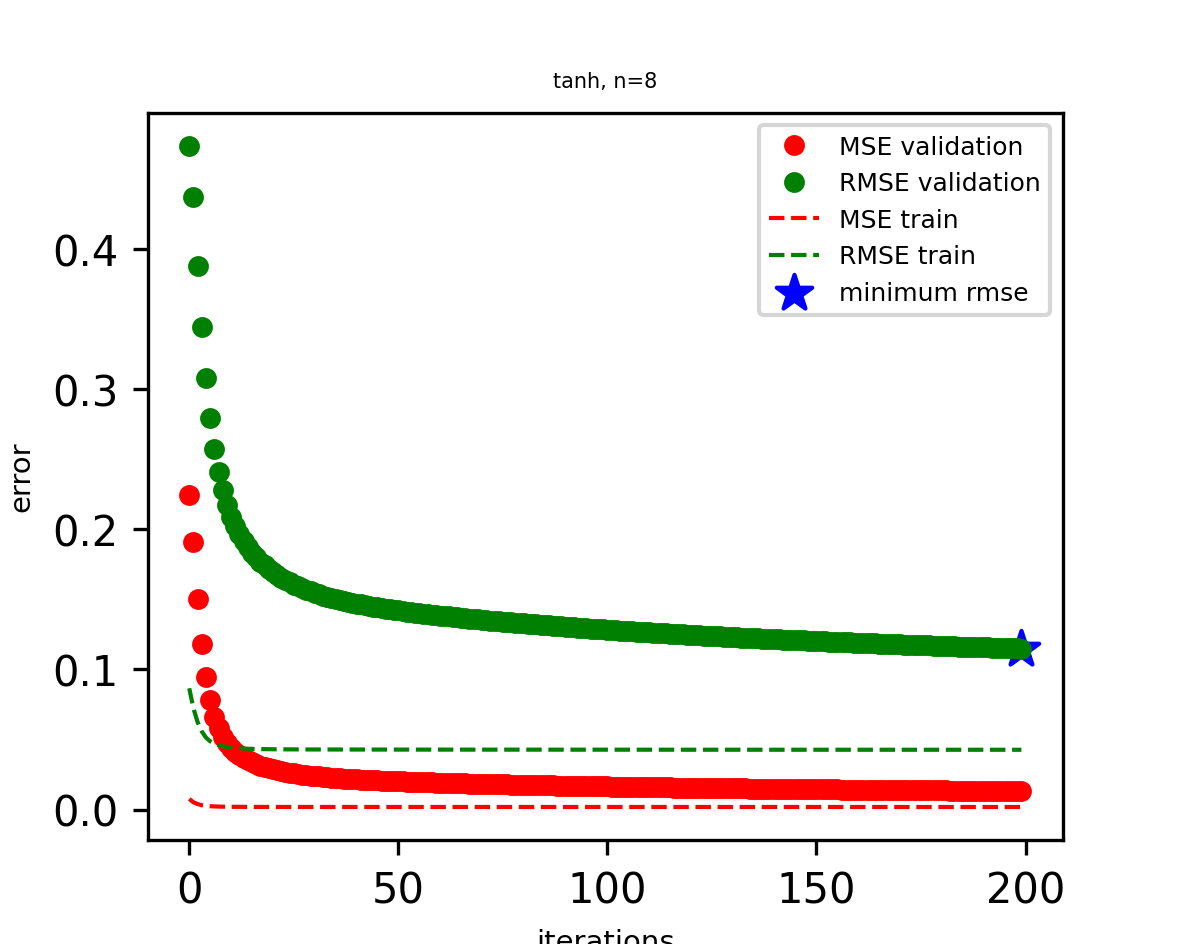 tanh, n=8
MSE validation
RMSE validation
MSE train
RMSE train
minimum rmse
error
0.4
0.3
0.2
0.1
0.0
0 50 100 150 200
iterations